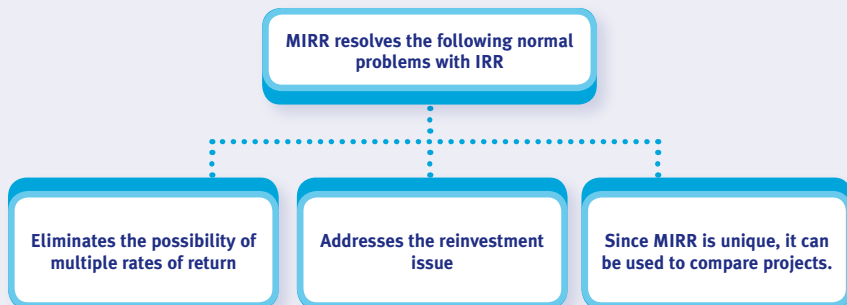 MIRR resolves the following normal
problems with IRR
Eliminates the possibility of
multiple rates of return
Addresses the reinvestment
issue
Since MIRR is unique, it can
be used to compare projects.